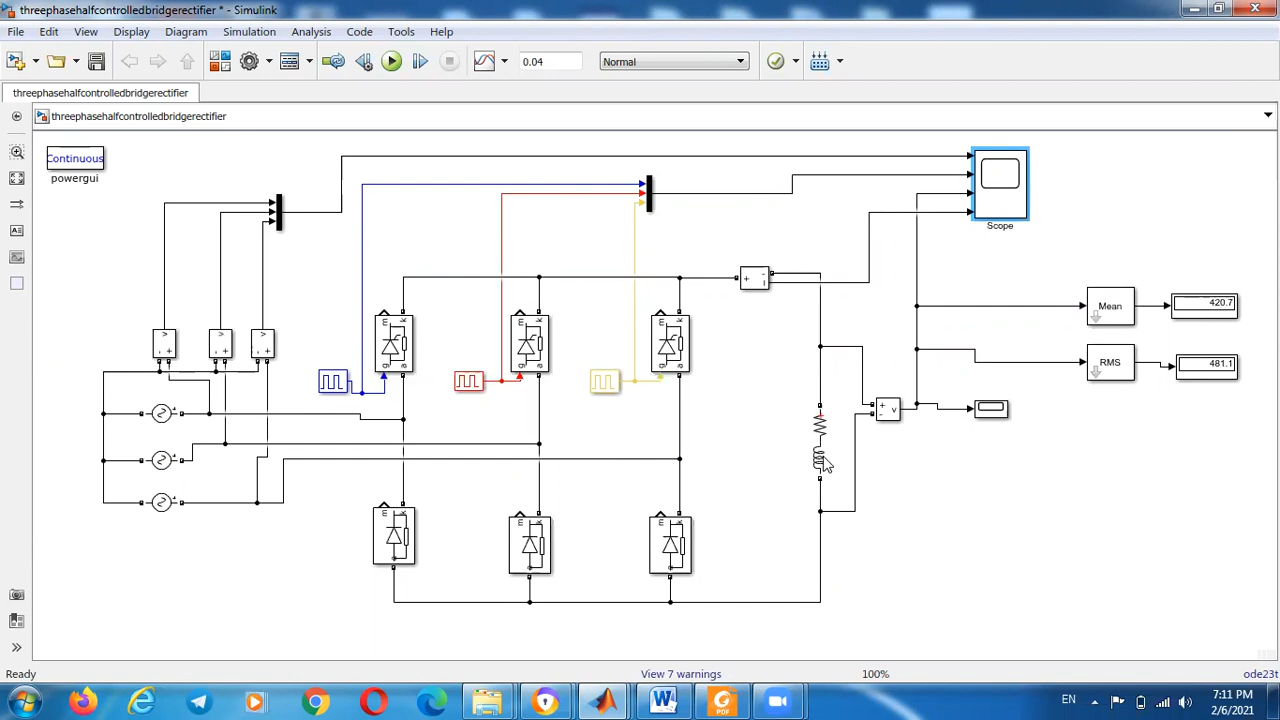 threephasehalfcontrolledbridgerectifier * - Simulink
File Edit View Display Diagram Simulation Analysis Code Tools Help
0.04
Normal
threephasehalfcontrolledbridgerectifier
threephasehalfcontrolledbridgerectifier
Continuous
powergui
Scope
+ - i
Mean
420.7
RMS
481.1
m k
m k
m k
g a
g a
g a
v - +
v - +
v - +
+ - v
m k
m k
m k
Ready
View 7 warnings
100%
ode23t
W
PDF
EN
7:11 PM
2/6/2021